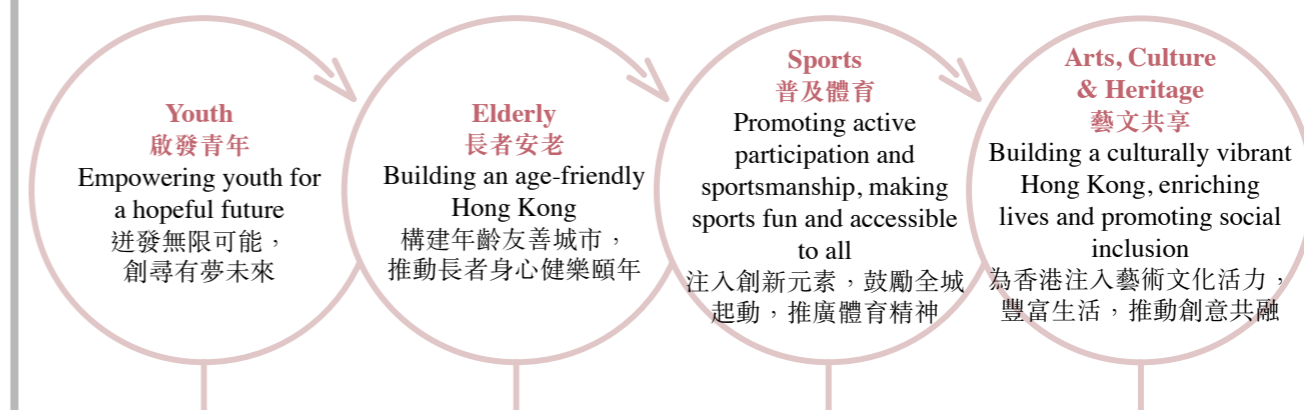 Youth
啟發青年
Empowering youth for
a hopeful future
迸發無限可能，
創尋有夢未來
Elderly
長者安老
Building an age-friendly
Hong Kong
構建年齡友善城市，
推動長者身心健樂頤年
Sports
普及體育
Promoting active
participation and
sportsmanship, making
sports fun and accessible
to all
注入創新元素，鼓勵全城
起動，推廣體育精神
Arts, Culture
& Heritage
藝文共享
Building a culturally vibrant
Hong Kong, enriching
lives and promoting social
inclusion
為香港注入藝術文化活力，
豐富生活，推動創意共融